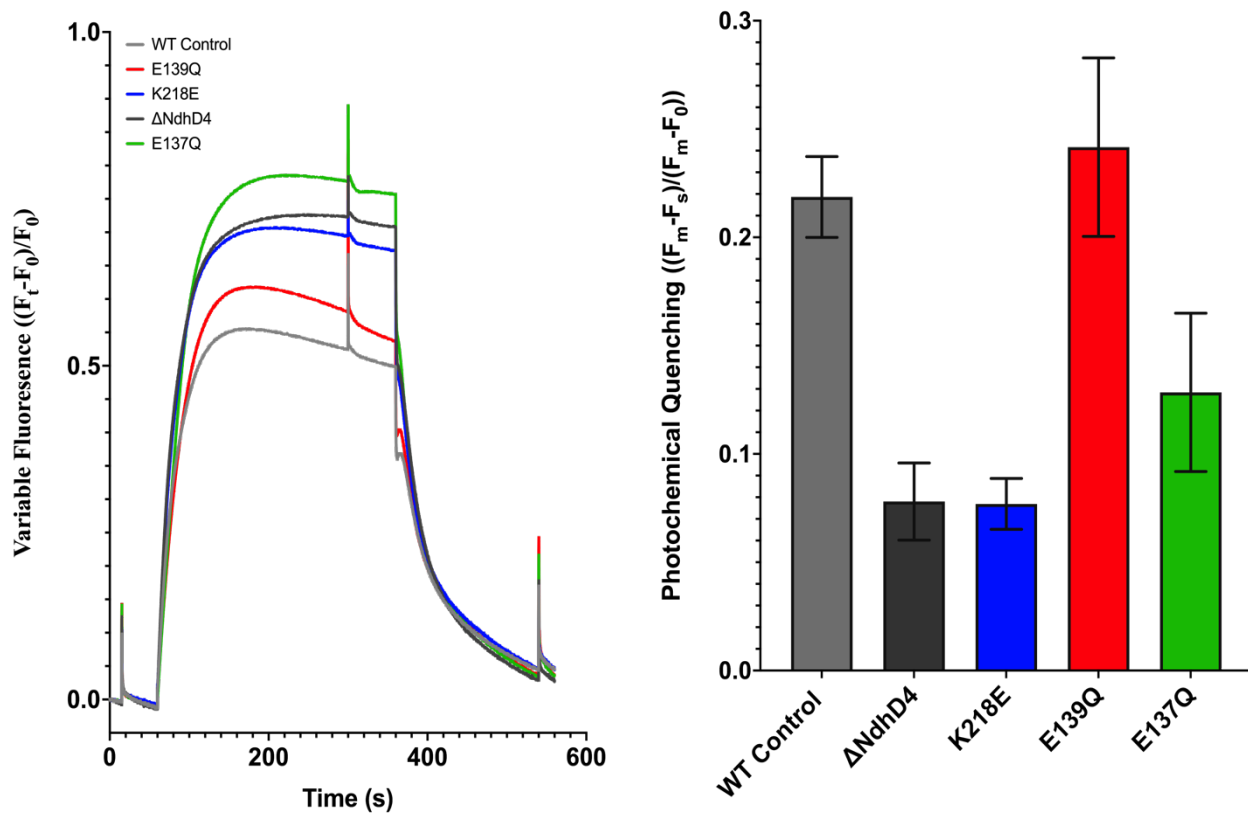 Variable Fluoresence ((Fₜ-F₀)/F₀)
1.0
0.5
0.0
WT Control
E139Q
K218E
ΔNdhD4
E137Q
0 200 400 600
Time (s)
Photochemical Quenching ((Fₘ-Fₛ)/(Fₘ-F₀))
0.3
0.2
0.1
0.0
WT Control
ΔNdhD4
K218E
E139Q
E137Q